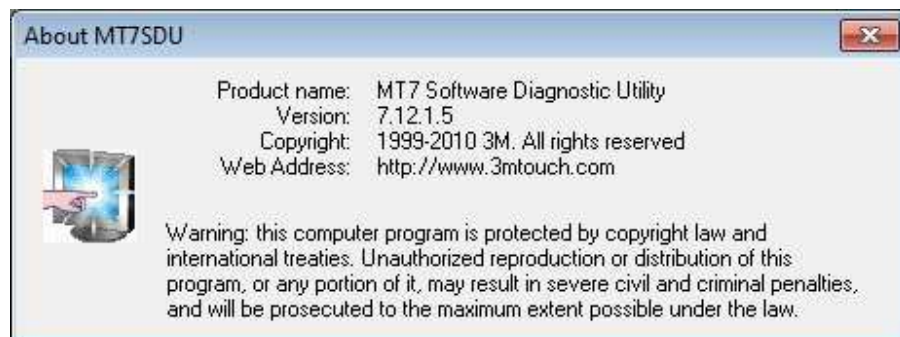 About MT7SDU
Product name: MT7 Software Diagnostic Utility
Version: 7.12.1.5
Copyright: 1999-2010 3M. All rights reserved
Web Address: http://www.3mtouch.com
Warning: this computer program is protected by copyright law and
international treaties. Unauthorized reproduction or distribution of this
program, or any portion of it, may result in severe civil and criminal penalties,
and will be prosecuted to the maximum extent possible under the law.